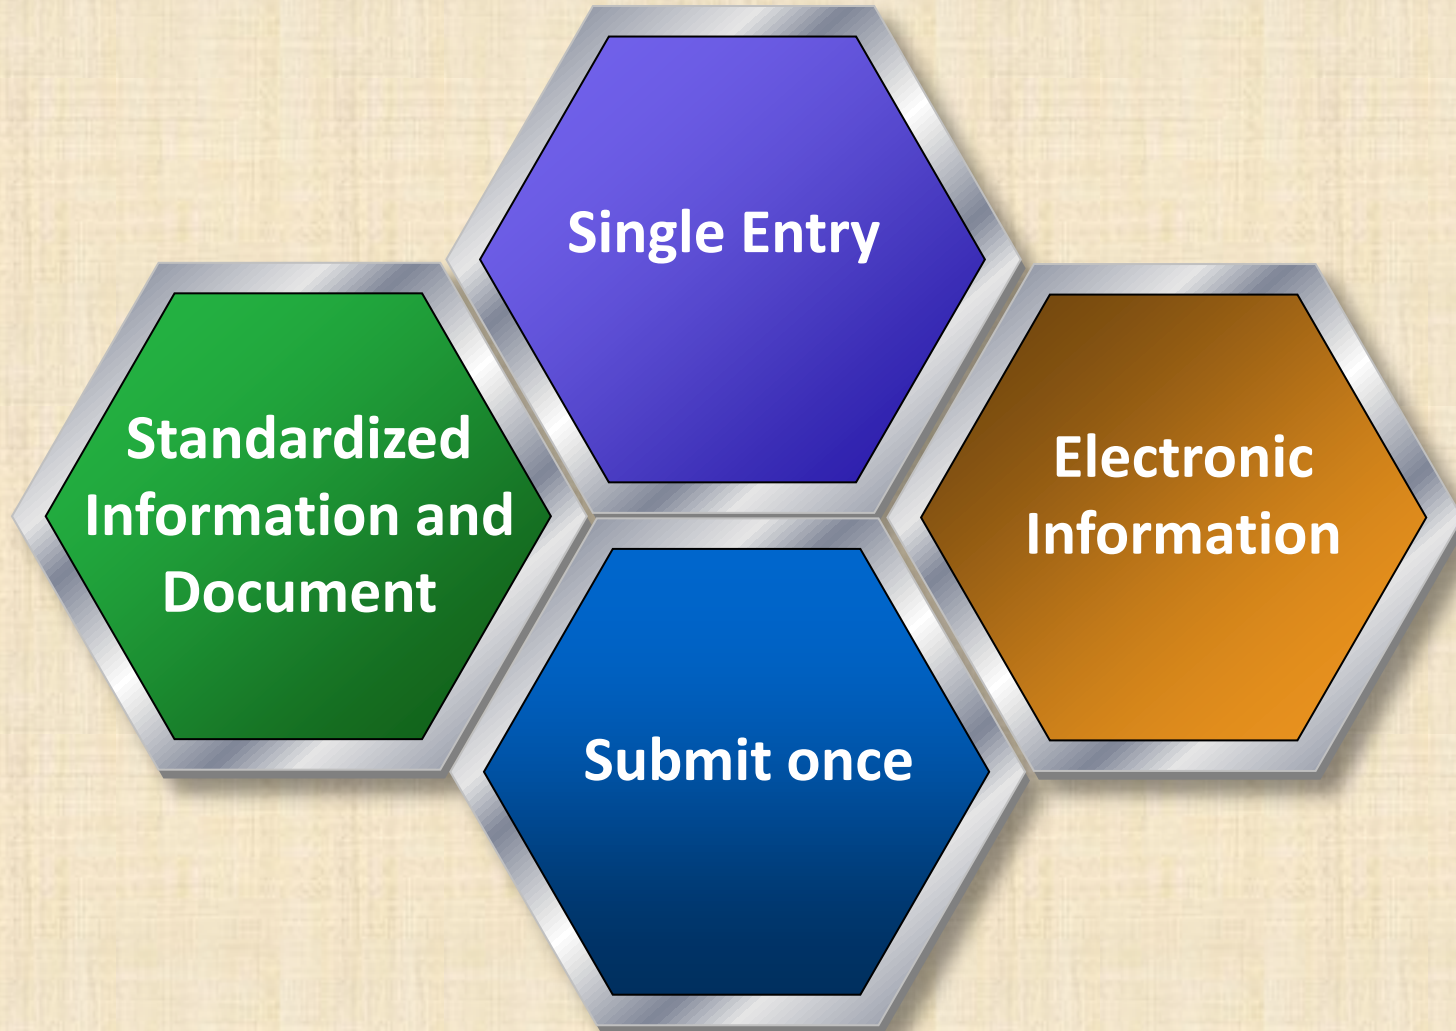 Single Entry
Standardized
Information and
Document
Electronic
Information
Submit once